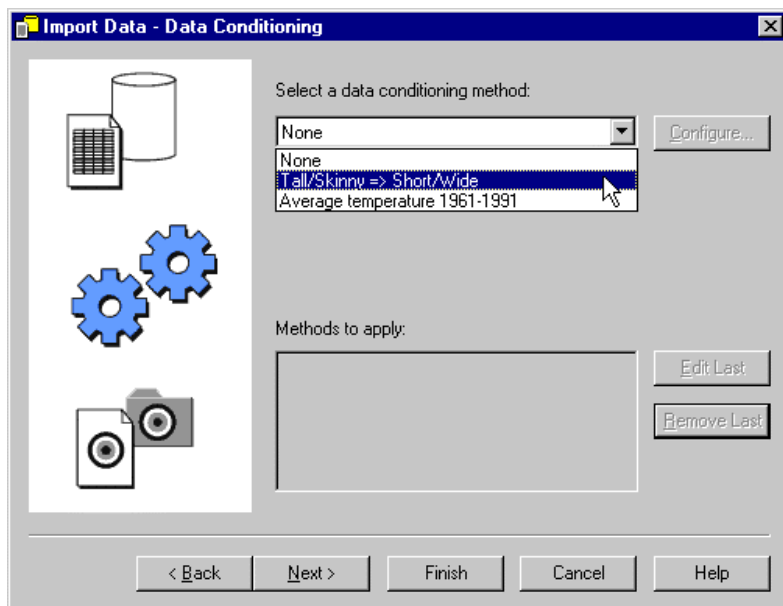 Import Data - Data Conditioning
Select a data conditioning method:
None
Configure...
None
Tall/Skinny => Short/Wide
Average temperature 1961-1991
Methods to apply:
Edit Last
Remove Last
< Back
Next >
Finish
Cancel
Help